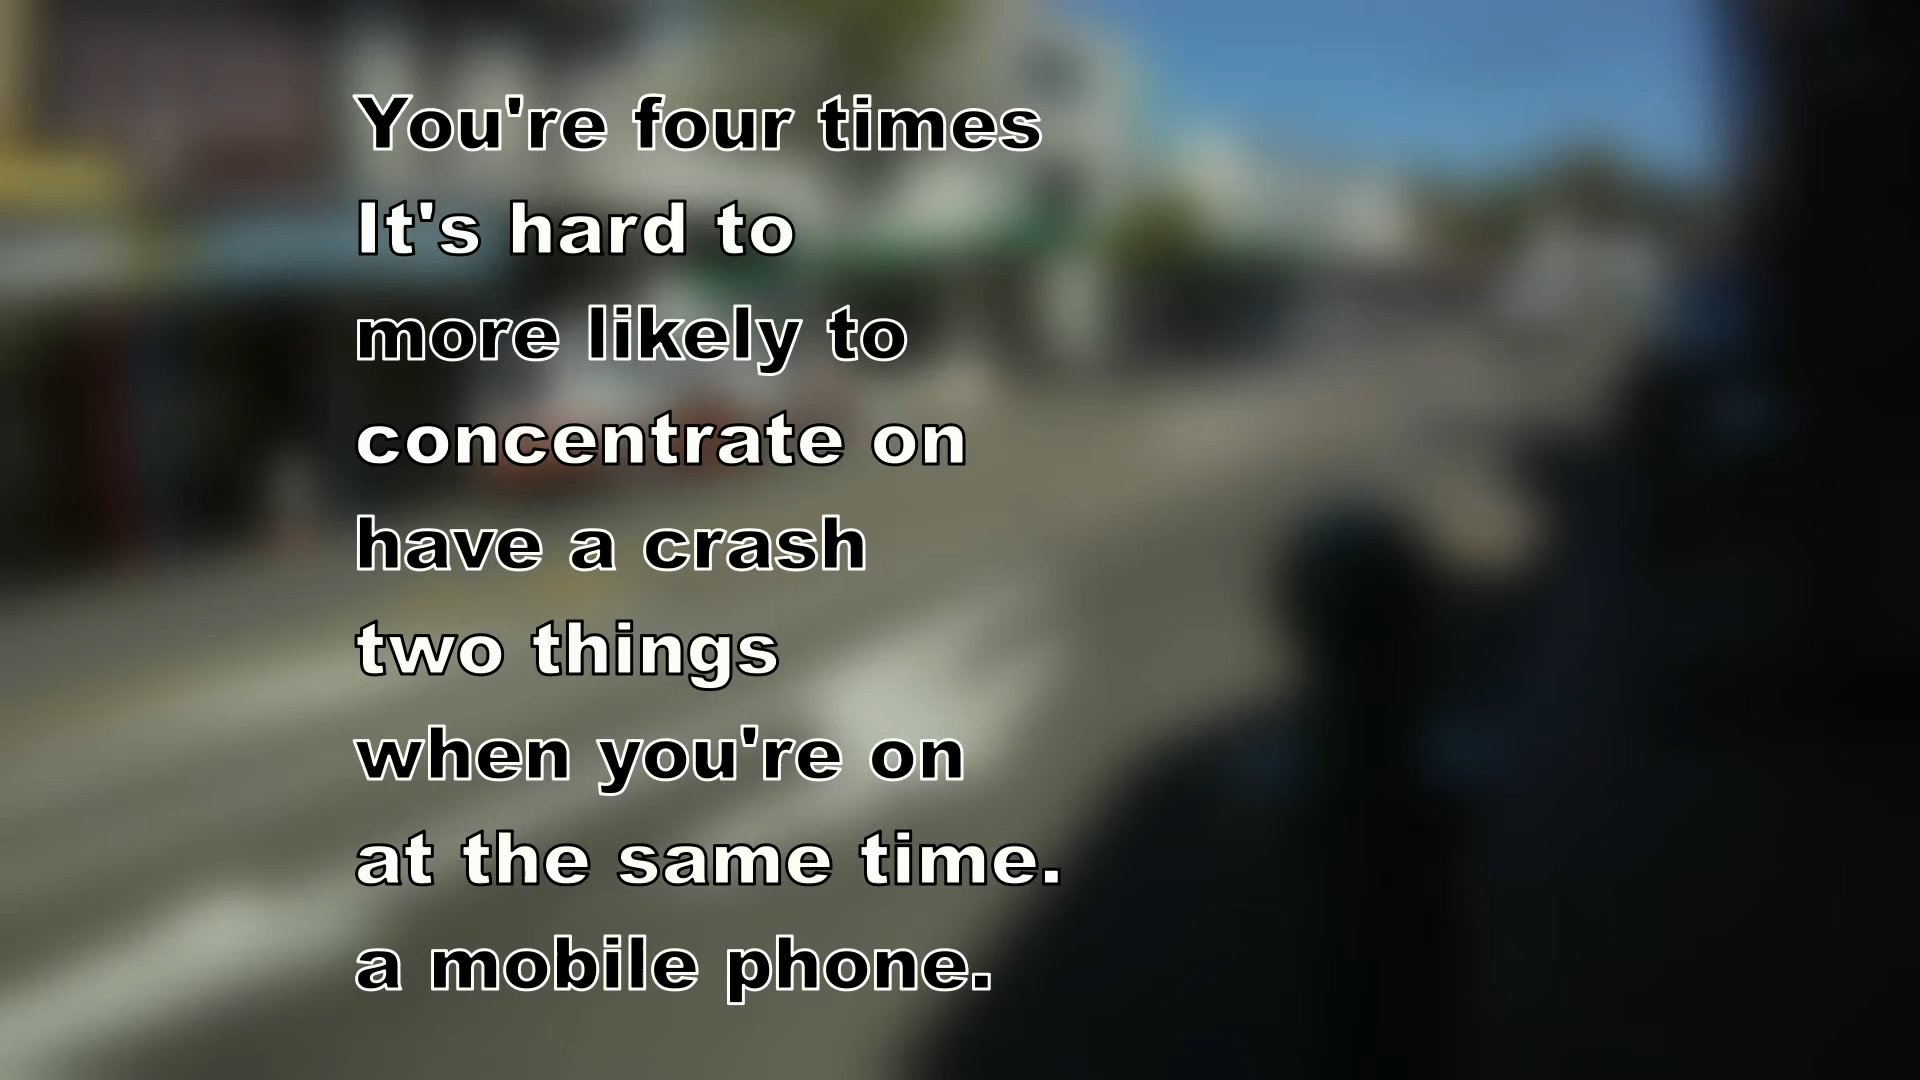 You're four times
It's hard to
more likely to
concentrate on
have a crash
two things
when you're on
at the same time.
a mobile phone.